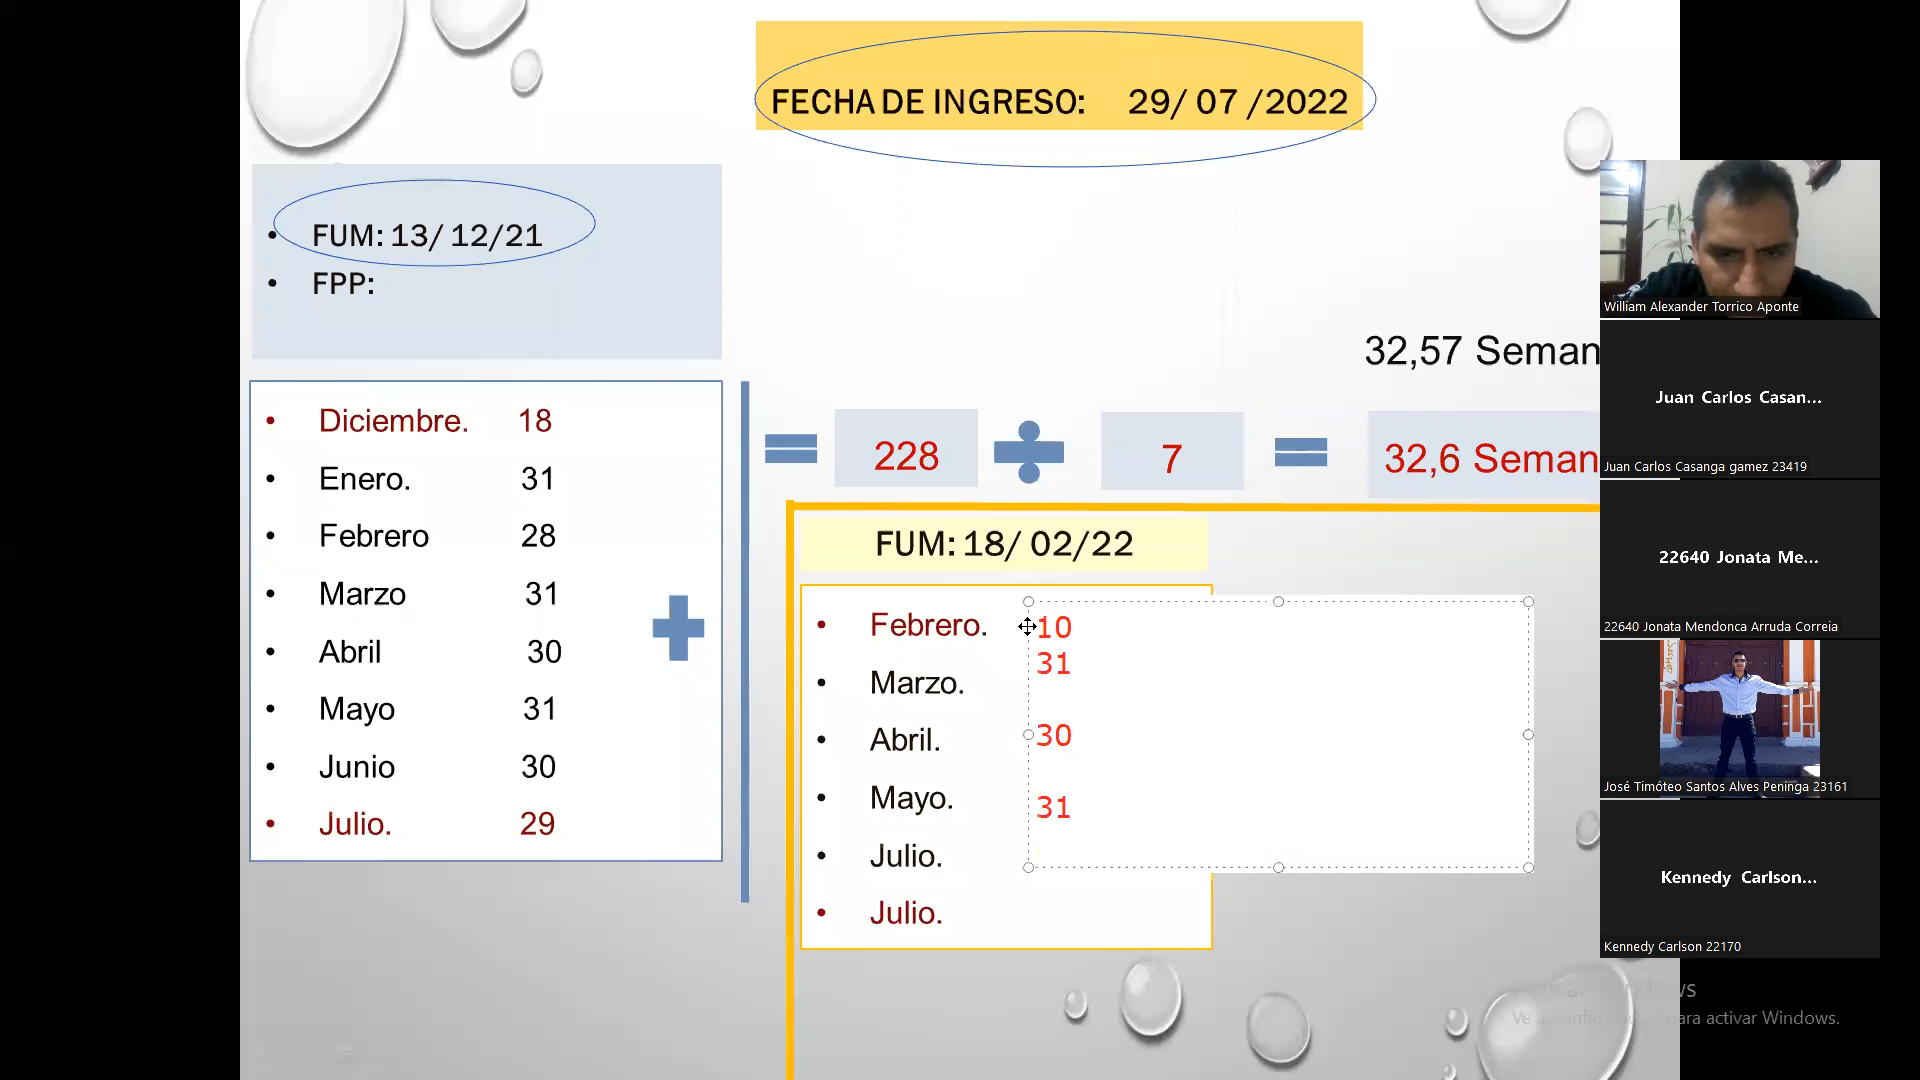 FECHA DE INGRESO: 29/ 07 /2022
• FUM: 13/ 12/21
• FPP:
32,57 Seman
• Diciembre. 18
• Enero. 31
• Febrero 28
• Marzo 31
• Abril 30
• Mayo 31
• Junio 30
• Julio. 29
228
7
32,6 Seman
FUM: 18/ 02/22
• Febrero. 10
• Marzo. 31
• Abril. 30
• Mayo. 31
• Julio.
• Julio.
William Alexander Torrico Aponte
Juan Carlos Casan...
Juan Carlos Casanga gamez 23419
22640 Jonata Me...
22640 Jonata Mendonca Arruda Correia
José Timóteo Santos Alves Peninga 23161
Kennedy Carlson...
Kennedy Carlson 22170
para activar Windows.